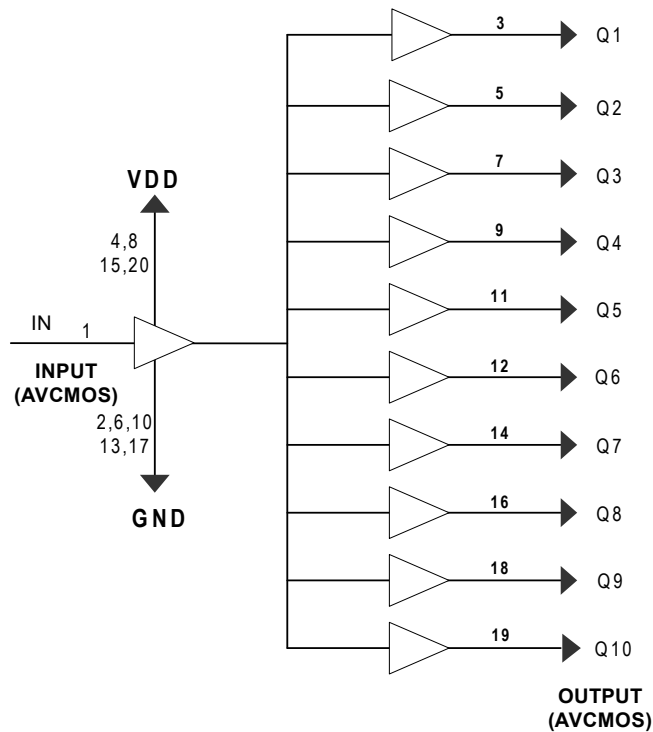 3 Q1
5 Q2
7 Q3
VDD
4,8
15,20
9 Q4
11 Q5
IN 1
INPUT
(AVCMOS)
12 Q6
2,6,10
13,17
14 Q7
GND
16 Q8
18 Q9
19 Q10
OUTPUT
(AVCMOS)